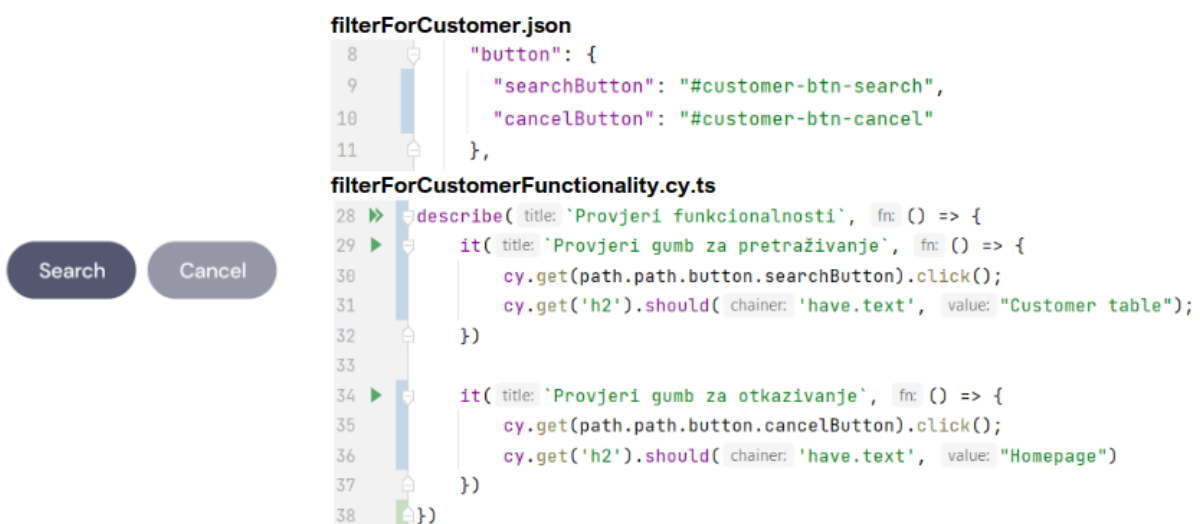 filterForCustomer.json
8 "button": {
9 "searchButton": "#customer-btn-search",
10 "cancelButton": "#customer-btn-cancel"
11 },
filterForCustomerFunctionality.cy.ts
28 describe( title: `Provjeri funkcionalnosti`, fn: () => {
29 it( title: `Provjeri gumb za pretraživanje`, fn: () => {
30 cy.get(path.path.button.searchButton).click();
31 cy.get('h2').should( chainer: 'have.text', value: "Customer table");
32 })
33
34 it( title: `Provjeri gumb za otkazivanje`, fn: () => {
35 cy.get(path.path.button.cancelButton).click();
36 cy.get('h2').should( chainer: 'have.text', value: "Homepage")
37 })
38 })
Search Cancel